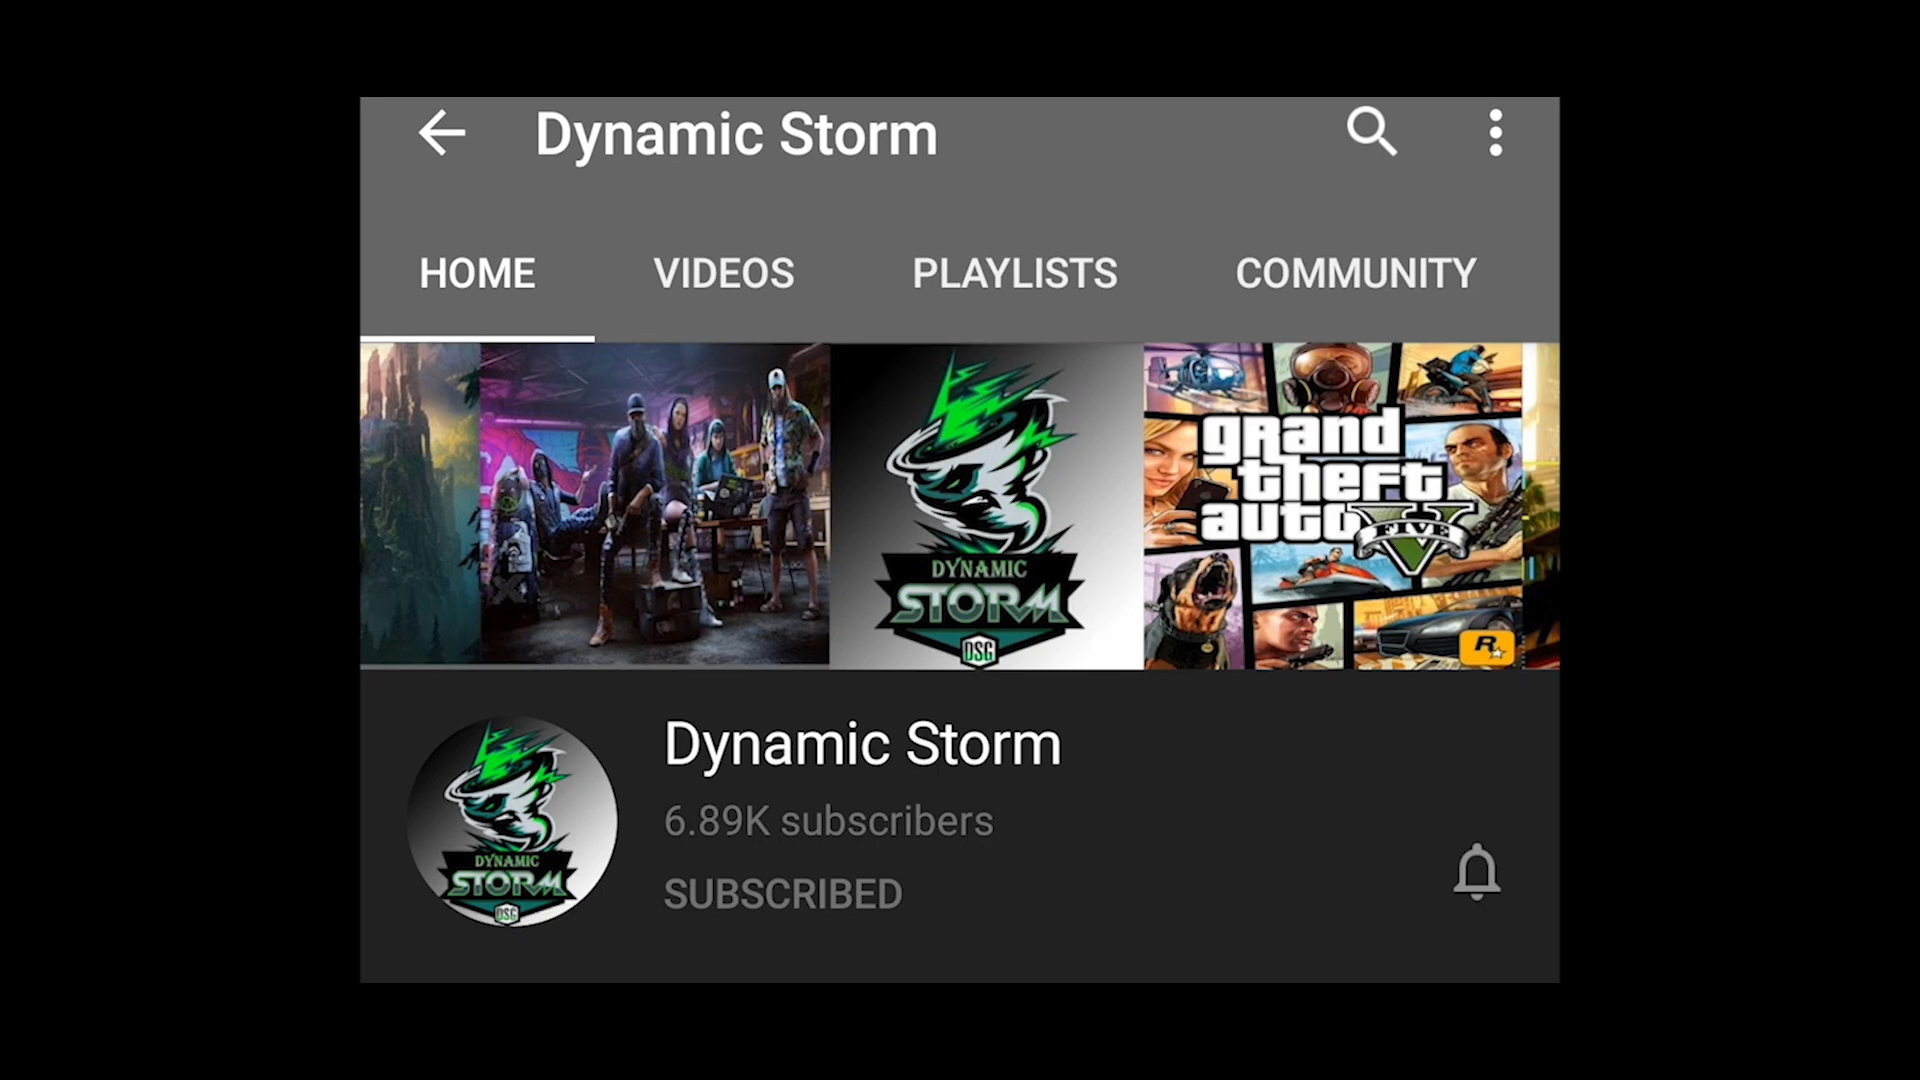 Dynamic Storm
HOME VIDEOS PLAYLISTS COMMUNITY
DYNAMIC
STORM
DSG
grand
theft
auto
FIVE
V
R
Dynamic Storm
6.89K subscribers
SUBSCRIBED
DYNAMIC
STORM
DSG